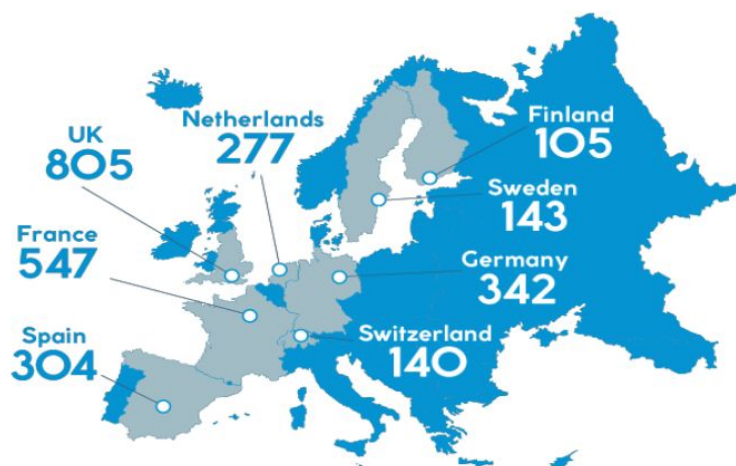 UK
805
Netherlands
277
Finland
105
Sweden
143
France
547
Germany
342
Spain
304
Switzerland
140